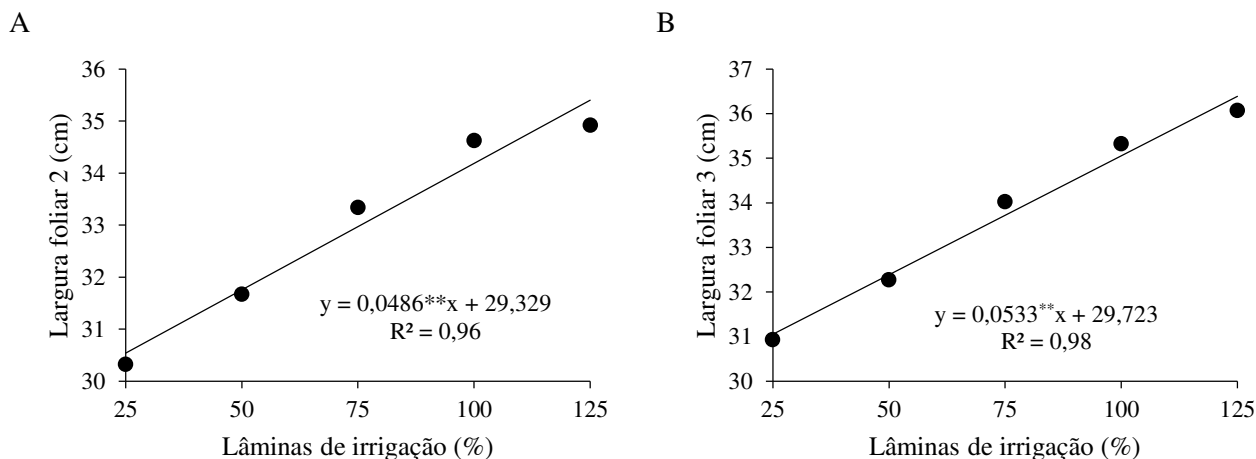 A
Largura foliar 2 (cm)
36
35
34
33
32
31
30
y = 0,0486**x + 29,329
R² = 0,96
25 50 75 100 125
Lâminas de irrigação (%)
B
Largura foliar 3 (cm)
37
36
35
34
33
32
31
30
y = 0,0533**x + 29,723
R² = 0,98
25 50 75 100 125
Lâminas de irrigação (%)